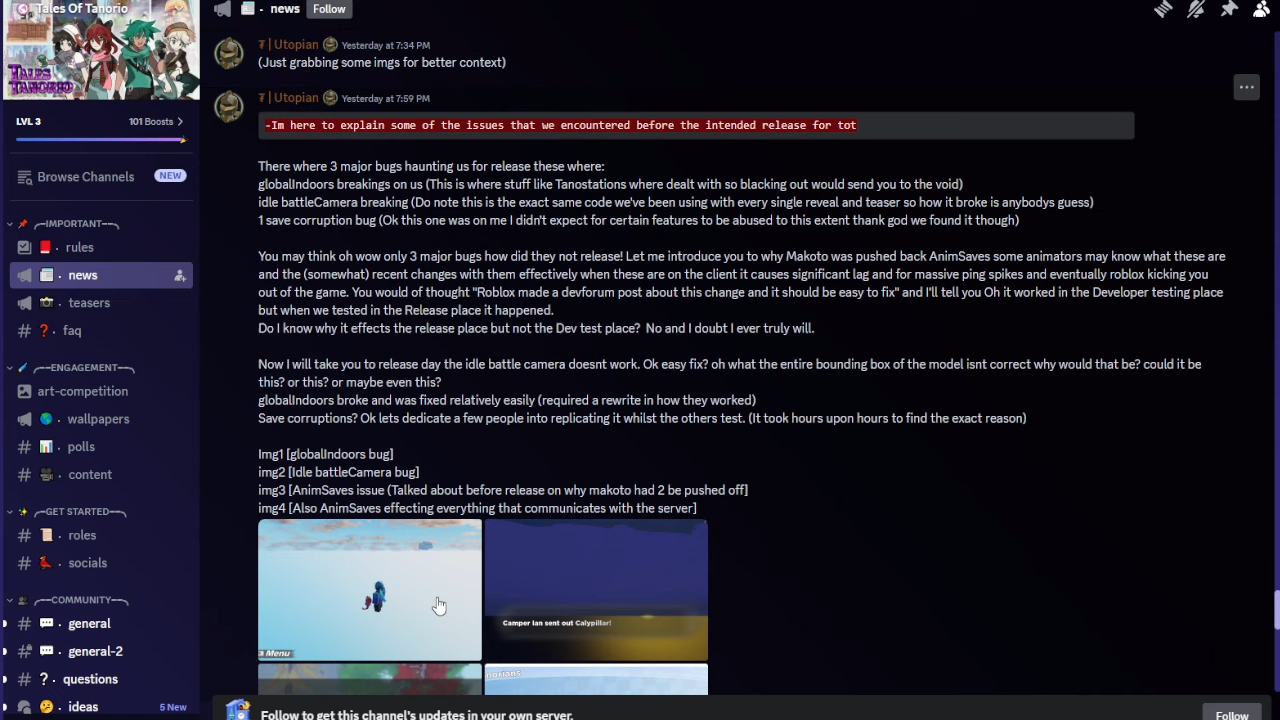 Tales Of Tanorio
TALES
TANORIO
LVL 3
101 Boosts
Browse Channels
NEW
IMPORTANT
rules
news
teasers
faq
ENGAGEMENT
art-competition
wallpapers
polls
content
GET STARTED
roles
socials
COMMUNITY
general
general-2
questions
ideas
5 New
news
Follow
₮ | Utopian Yesterday at 7:34 PM
(Just grabbing some imgs for better context)
₮ | Utopian Yesterday at 7:59 PM
-Im here to explain some of the issues that we encountered before the intended release for tot
There where 3 major bugs haunting us for release these where:
globalIndoors breakings on us (This is where stuff like Tanostations where dealt with so blacking out would send you to the void)
idle battleCamera breaking (Do note this is the exact same code we've been using with every single reveal and teaser so how it broke is anybodys guess)
1 save corruption bug (Ok this one was on me I didn't expect for certain features to be abused to this extent thank god we found it though)
You may think oh wow only 3 major bugs how did they not release! Let me introduce you to why Makoto was pushed back AnimSaves some animators may know what these are
and the (somewhat) recent changes with them effectively when these are on the client it causes significant lag and for massive ping spikes and eventually roblox kicking you
out of the game. You would of thought "Roblox made a devforum post about this change and it should be easy to fix" and I'll tell you Oh it worked in the Developer testing place
but when we tested in the Release place it happened.
Do I know why it effects the release place but not the Dev test place? No and I doubt I ever truly will.
Now I will take you to release day the idle battle camera doesnt work. Ok easy fix? oh what the entire bounding box of the model isnt correct why would that be? could it be
this? or this? or maybe even this?
globalIndoors broke and was fixed relatively easily (required a rewrite in how they worked)
Save corruptions? Ok lets dedicate a few people into replicating it whilst the others test. (It took hours upon hours to find the exact reason)
Img1 [globalIndoors bug]
img2 [Idle battleCamera bug]
img3 [AnimSaves issue (Talked about before release on why makoto had 2 be pushed off]
img4 [Also AnimSaves effecting everything that communicates with the server]
Menu
Camper Ian sent out Calypillar!
norians
Follow to get this channel's updates in your own server.
Follow